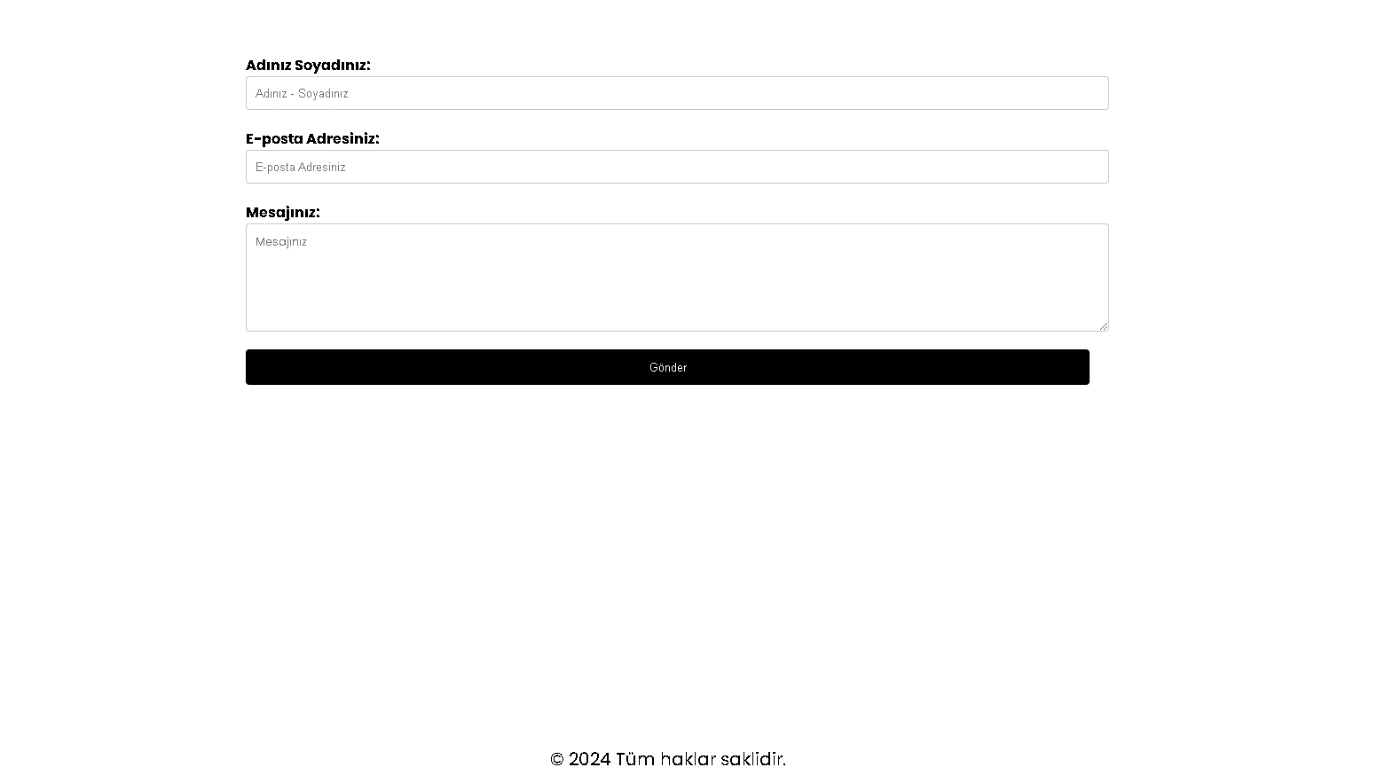 Adınız Soyadınız:
Adınız - Soyadınız
E-posta Adresiniz:
E-posta Adresiniz
Mesajınız:
Mesajınız
Gönder
© 2024 Tüm haklar saklidir.